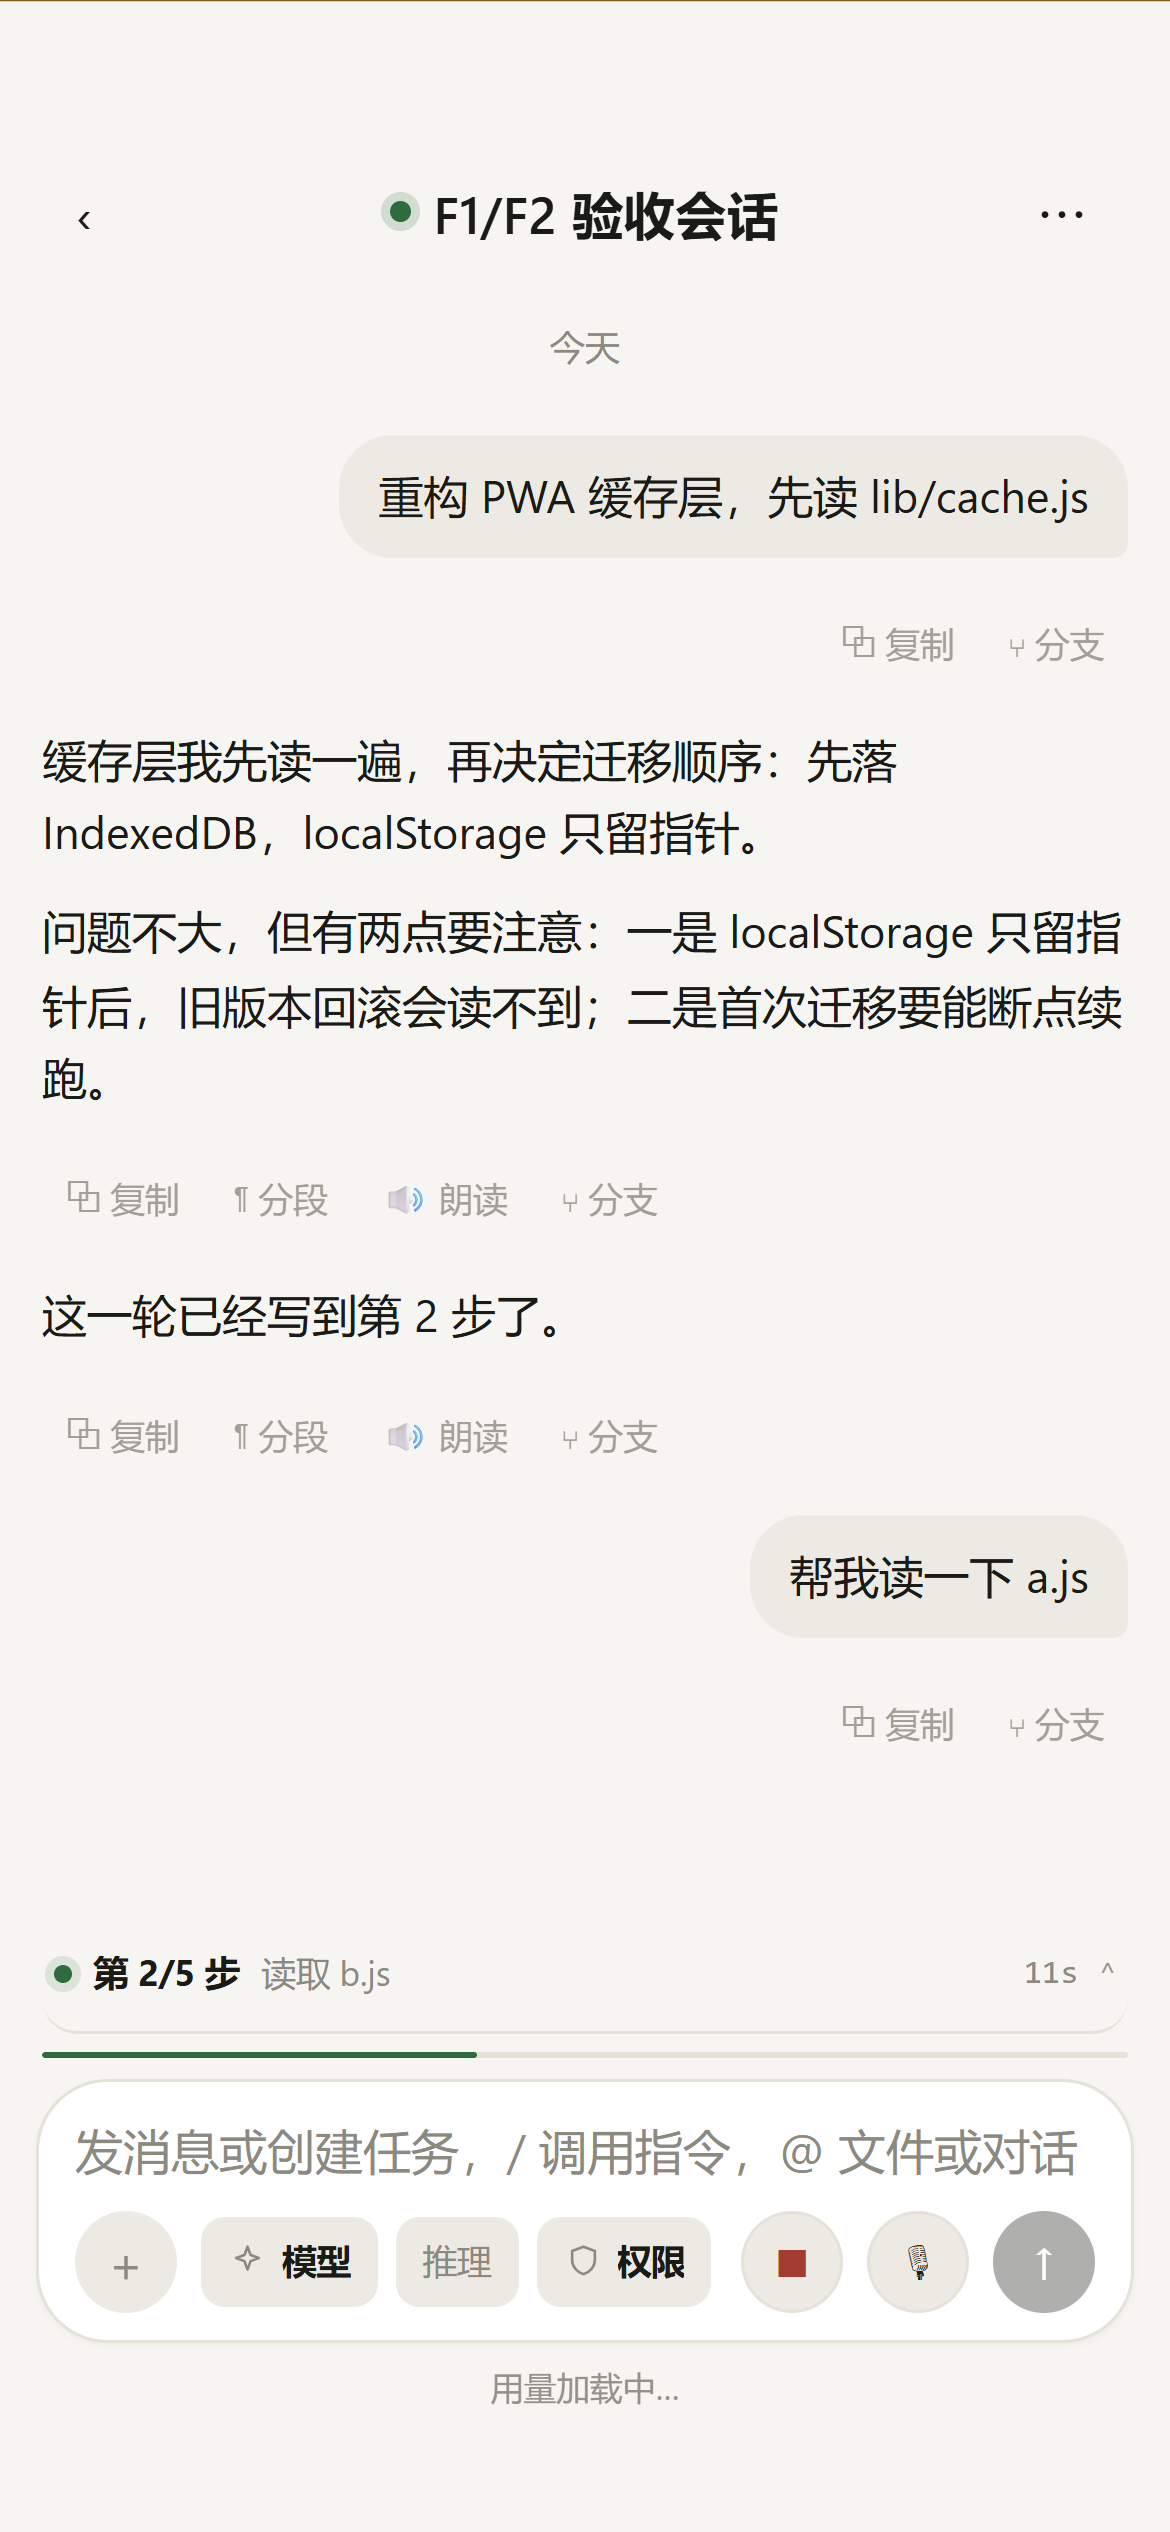 F1/F2 验收会话
今天
重构 PWA 缓存层，先读 lib/cache.js
复制 分支
缓存层我先读一遍，再决定迁移顺序：先落
IndexedDB，localStorage 只留指针。
问题不大，但有两点要注意：一是 localStorage 只留指
针后，旧版本回滚会读不到；二是首次迁移要能断点续
跑。
复制 ¶ 分段 朗读 分支
这一轮已经写到第 2 步了。
复制 ¶ 分段 朗读 分支
帮我读一下 a.js
复制 分支
第 2/5 步 读取 b.js 11s ^
发消息或创建任务，/ 调用指令，@ 文件或对话
+ 模型 推理 权限
用量加载中...